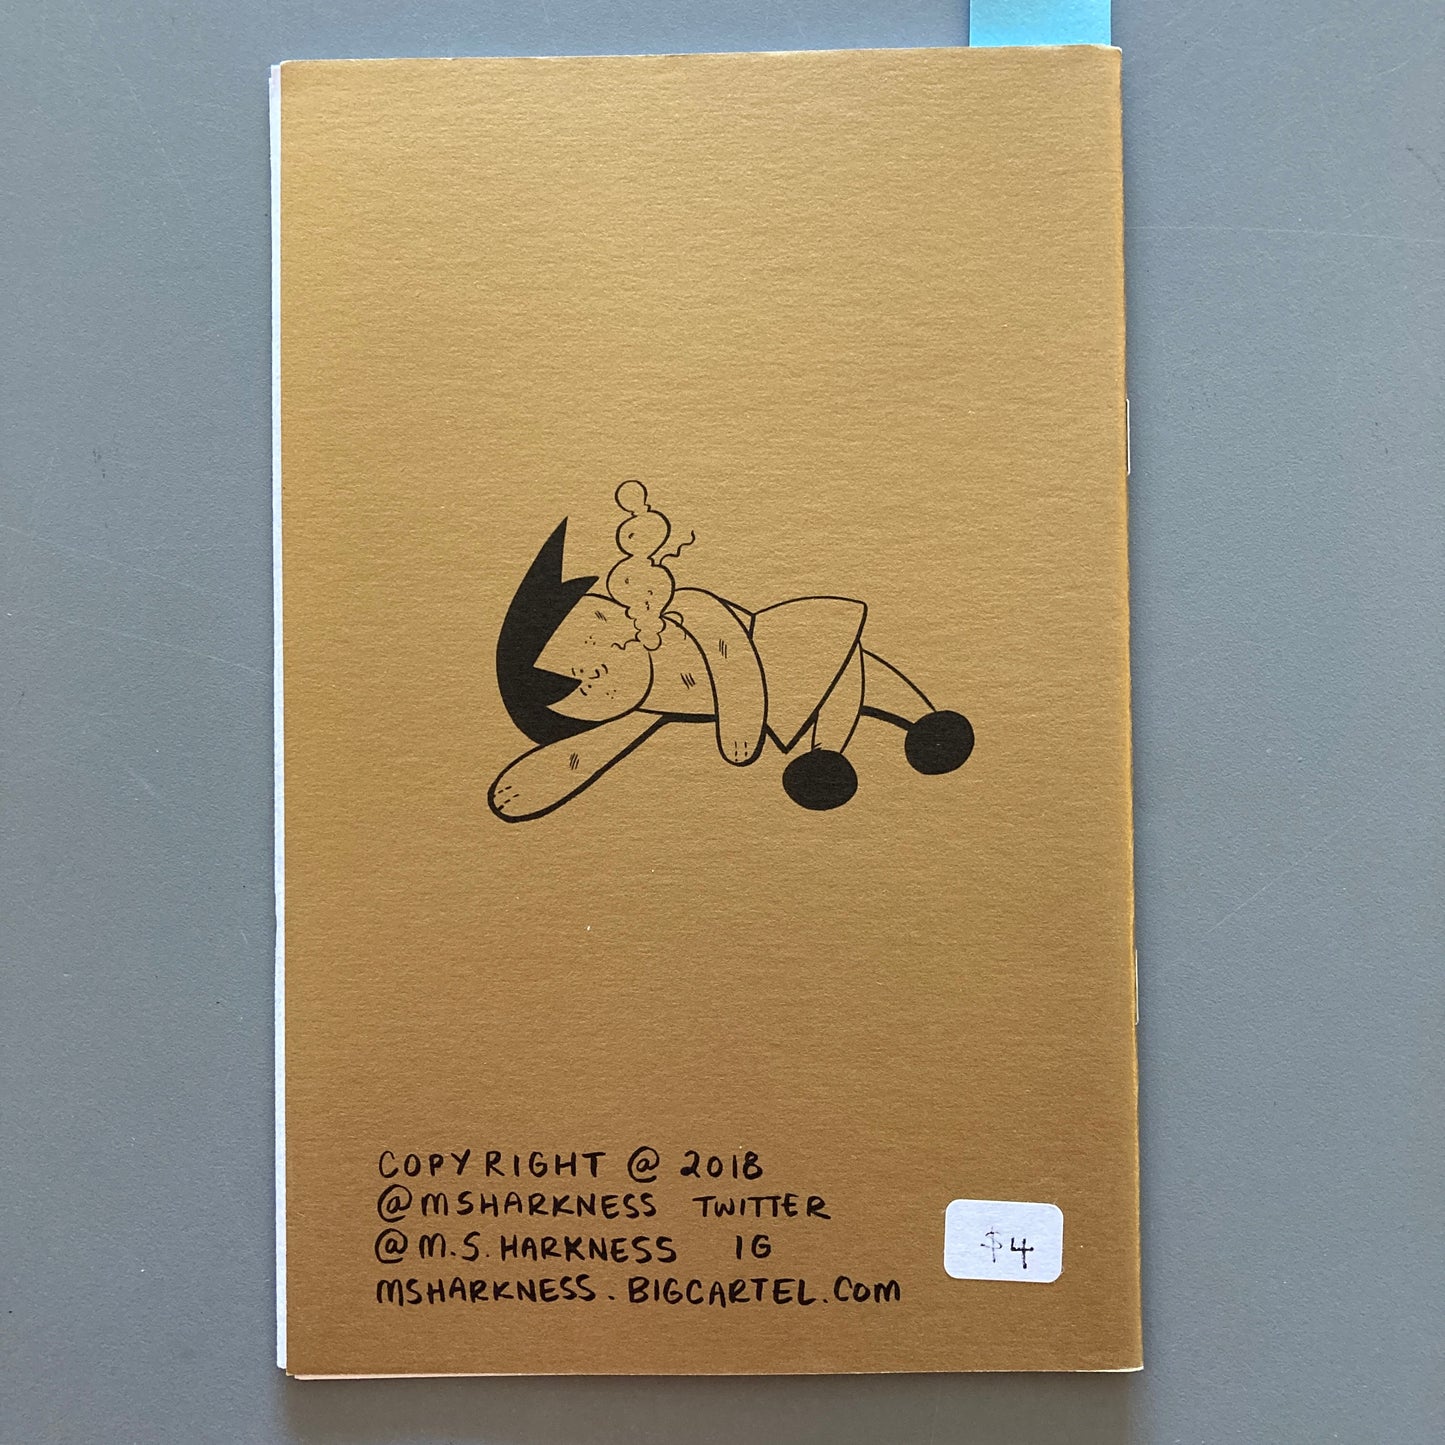 COPYRIGHT @ 2018
@MSHARKNESS TWITTER
@M.S. HARKNESS IG
MSHARKNESS.BIGCARTEL.COM
$4